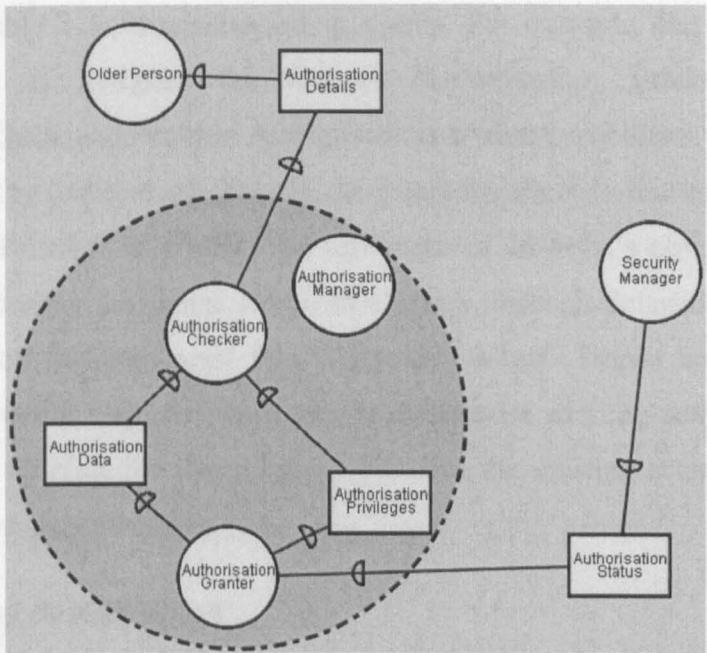 Older Person
Authorisation
Details
Authorisation
Manager
Security
Manager
Authorisation
Checker
Authorisation
Data
Authorisation
Privileges
Authorisation
Granter
Authorisation
Status